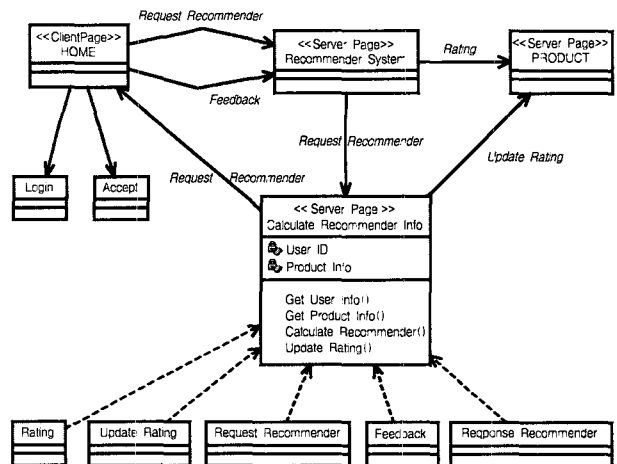 Request Recommender
<<ClientPage>>
HOME
<<Server Page>>
Recommender System
Rating
<<Server Page>>
PRODUCT
Feedback
Request Recommender
Update Rating
Login
Accept
Request Recommender
<< Server Page >>
Calculate Recommender Info
User ID
Product Info
Get User Info()
Get Product Info()
Calculate Recommender()
Update Rating()
Rating
Update Rating
Request Recommender
Feedback
Reqponse Recommender